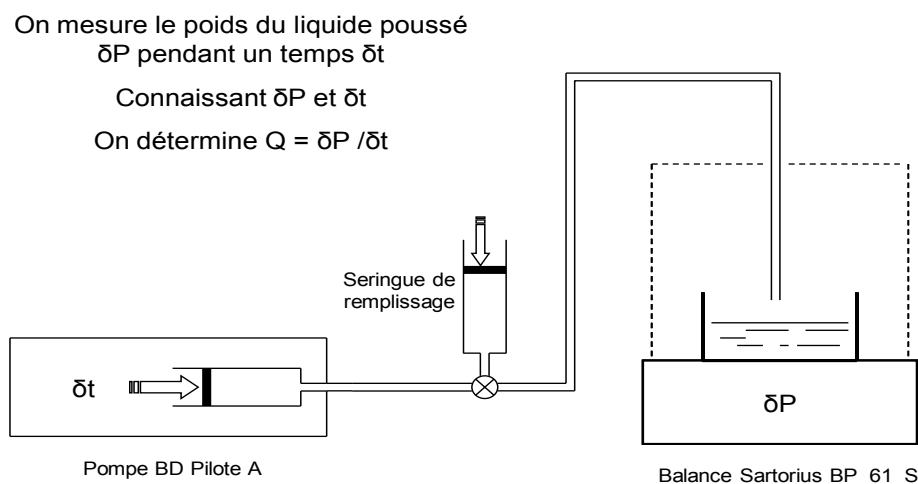 On mesure le poids du liquide poussé
δP pendant un temps δt
Connaissant δP et δt
On détermine Q = δP /δt
Seringue de
remplissage
δt
δP
Pompe BD Pilote A
Balance Sartorius BP 61 S